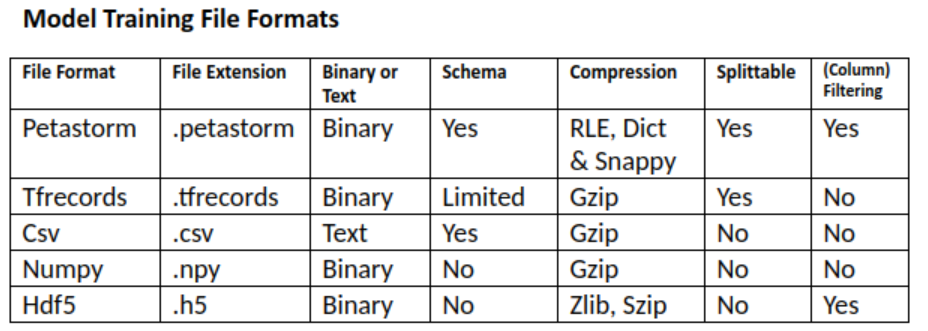 Model Training File Formats
File Format File Extension Binary or Text Schema Compression Splittable (Column) Filtering
Petastorm .petastorm Binary Yes RLE, Dict & Snappy Yes Yes
Tfrecords .tfrecords Binary Limited Gzip Yes No
Csv .csv Text Yes Gzip No No
Numpy .npy Binary No Gzip No No
Hdf5 .h5 Binary No Zlib, Szip No Yes